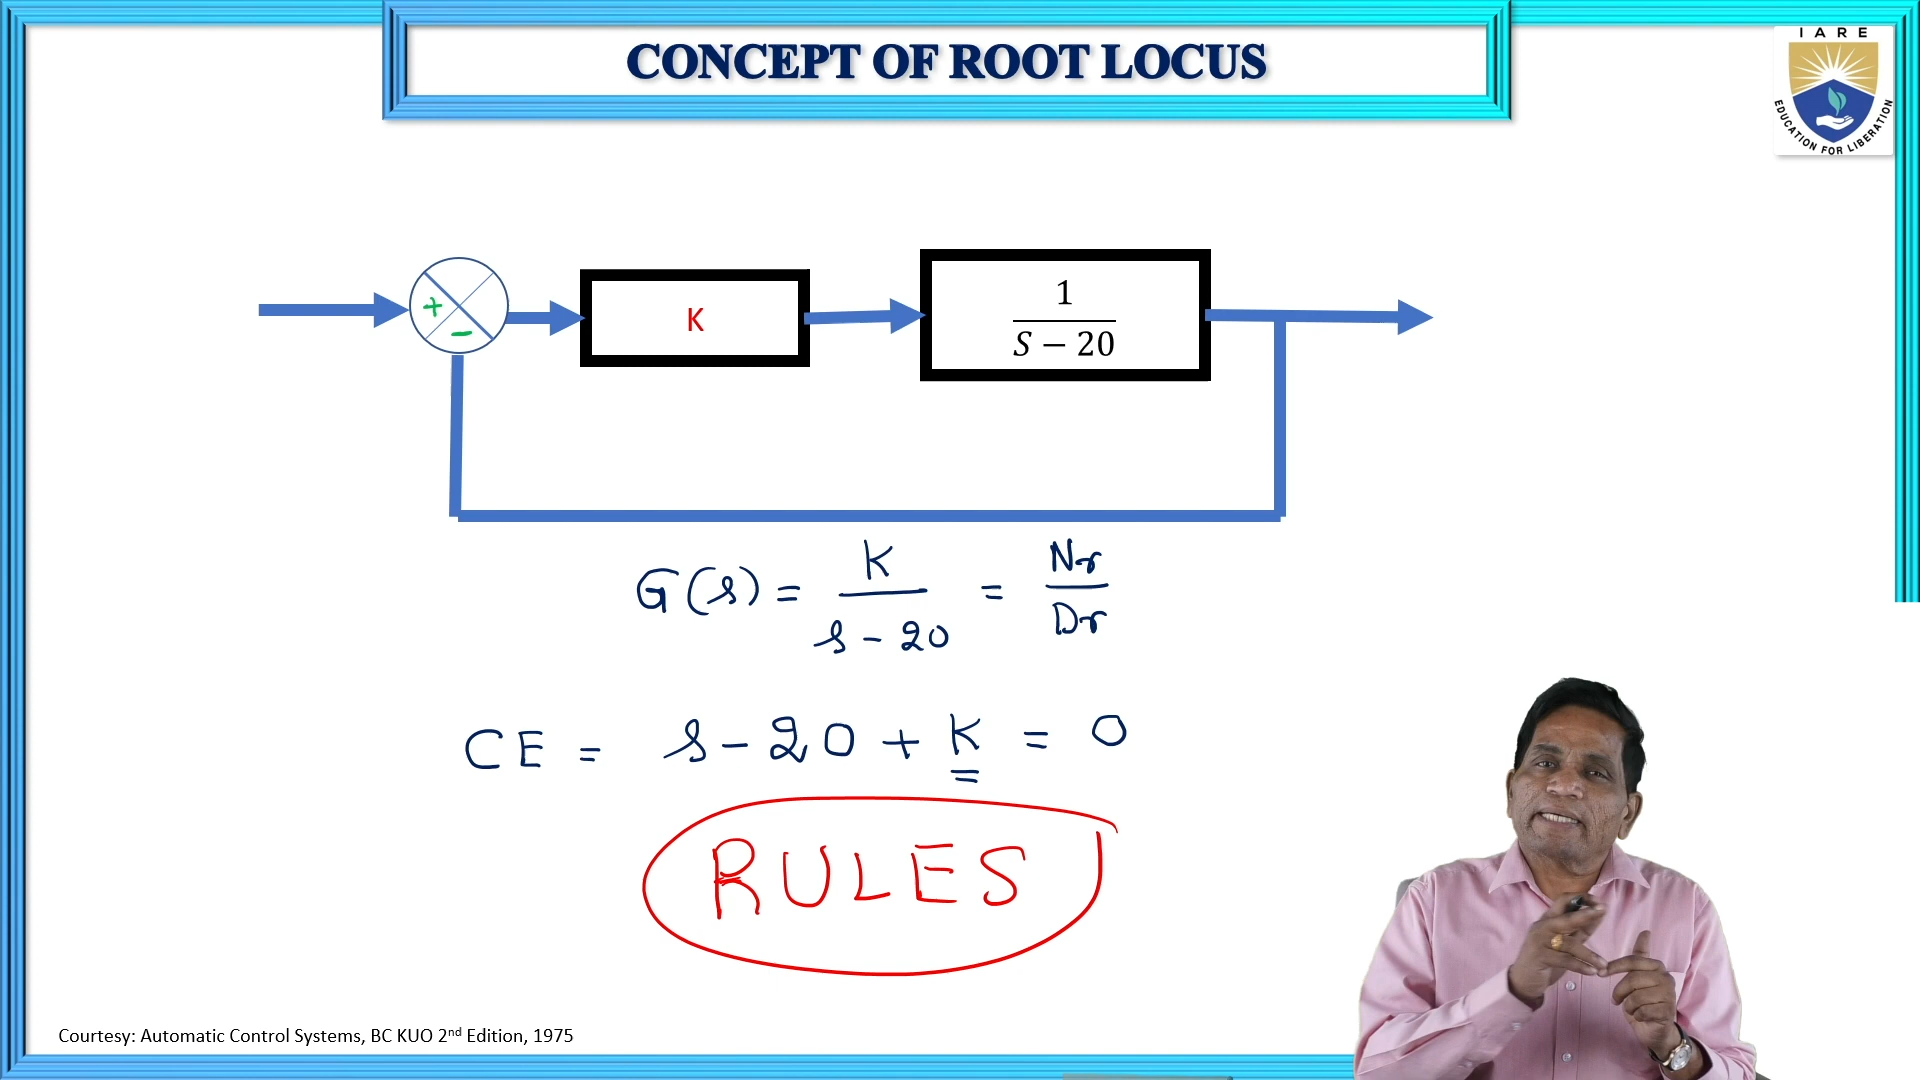 CONCEPT OF ROOT LOCUS
I A R E
EDUCATION FOR LIBERATION
+
−
K
1
S − 20
G(s) = K / s - 20 = Nr / Dr
CE = s - 20 + K = 0
RULES
Courtesy: Automatic Control Systems, BC KUO 2nd Edition, 1975